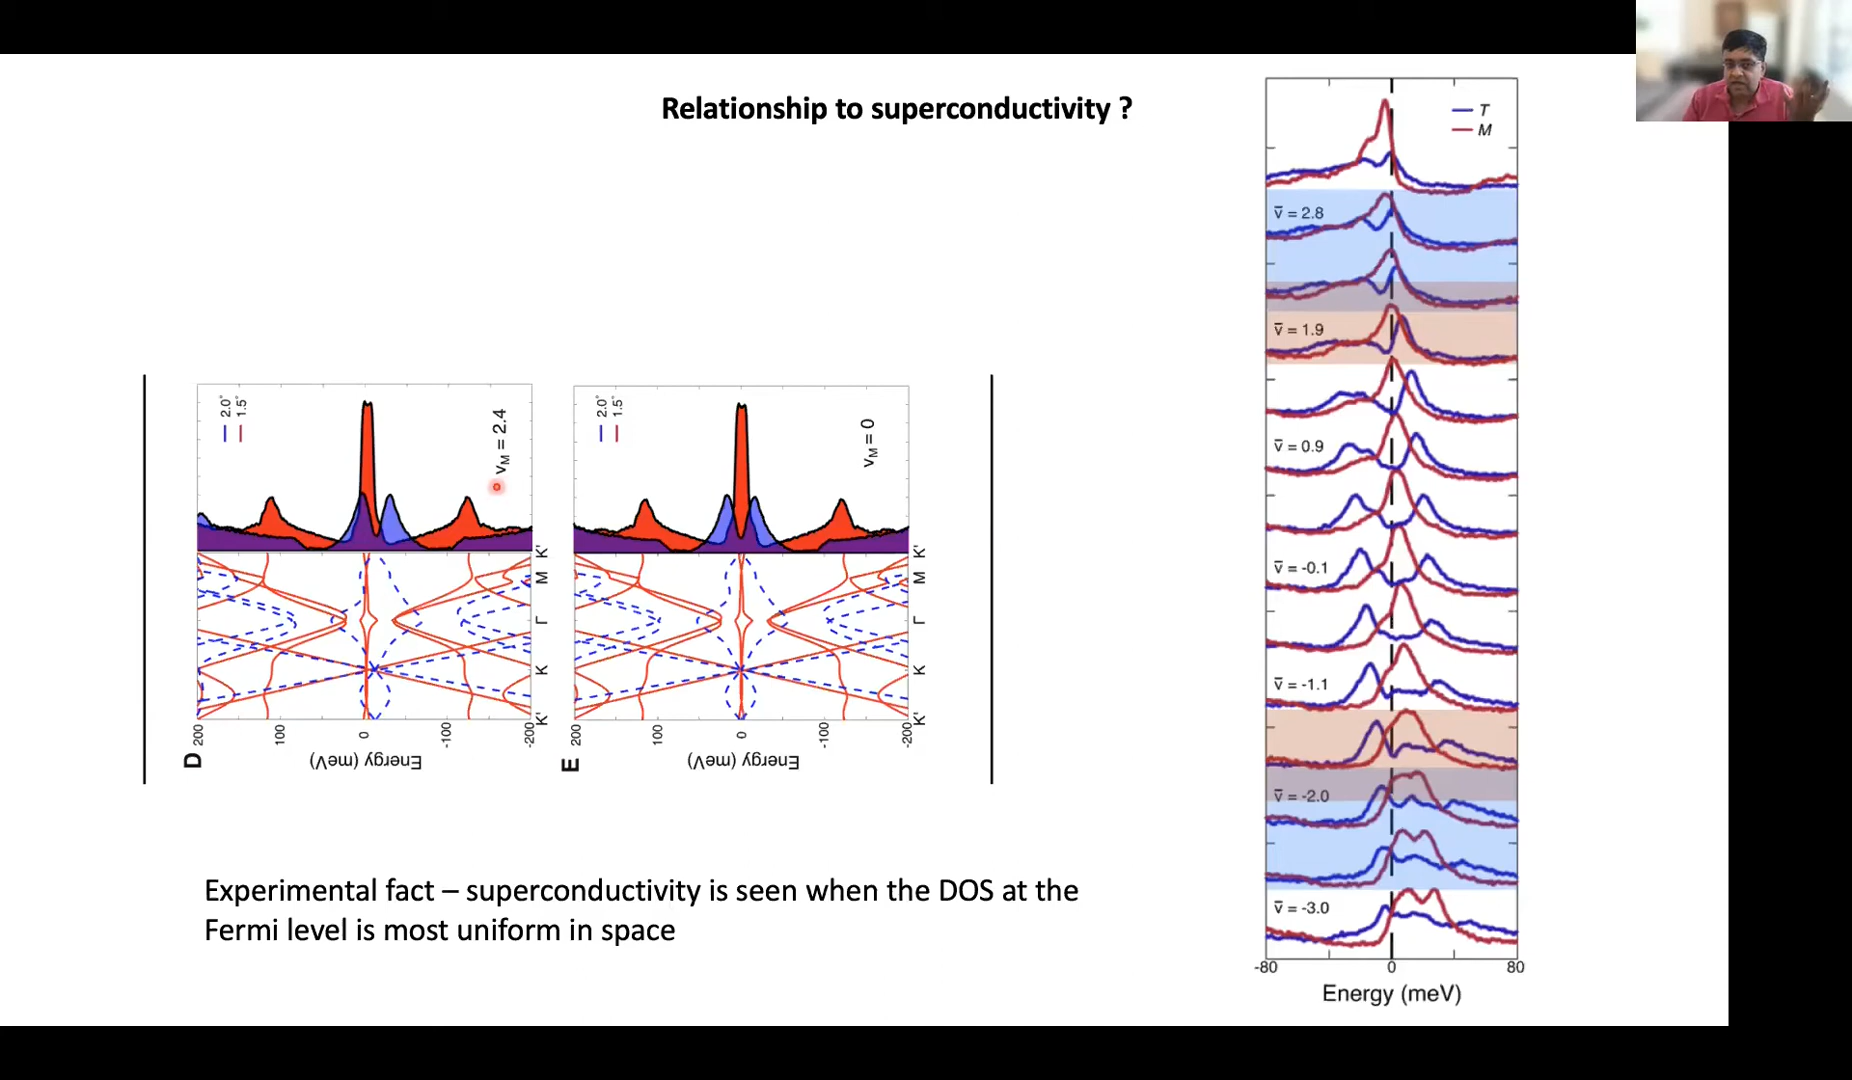 Relationship to superconductivity ?
T
M
v̅ = 2.8
v̅ = 1.9
v̅ = 0.9
v̅ = -0.1
v̅ = -1.1
v̅ = -2.0
v̅ = -3.0
-80 0 80
Energy (meV)
2.0°
1.5°
νM = 2.4
K' K Γ M K'
200 100 0 -100 -200
Energy (meV)
D
2.0°
1.5°
νM = 0
K' K Γ M K'
200 100 0 -100 -200
Energy (meV)
E
Experimental fact – superconductivity is seen when the DOS at the
Fermi level is most uniform in space